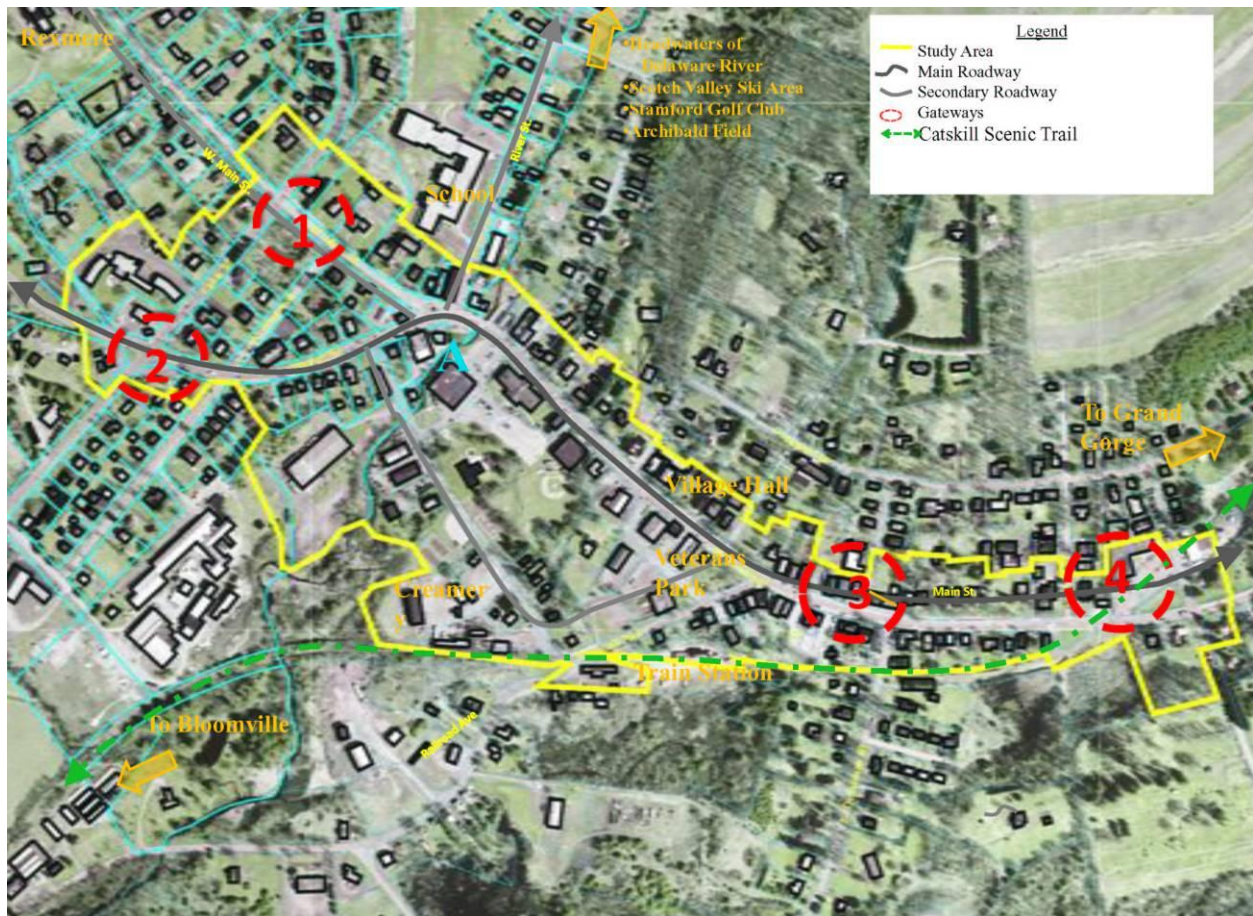 Rexmere
•Headwaters of
Delaware River
•Scotch Valley Ski Area
•Stamford Golf Club
•Archibald Field
Legend
Study Area
Main Roadway
Secondary Roadway
Gateways
Catskill Scenic Trail
W. Main St.
River St.
School
1
2
A
To Grand
Gorge
C
Village Hall
Veterans
Park
3
Main St.
4
Creamer
y
Train Station
To Bloomville
Railroad Ave